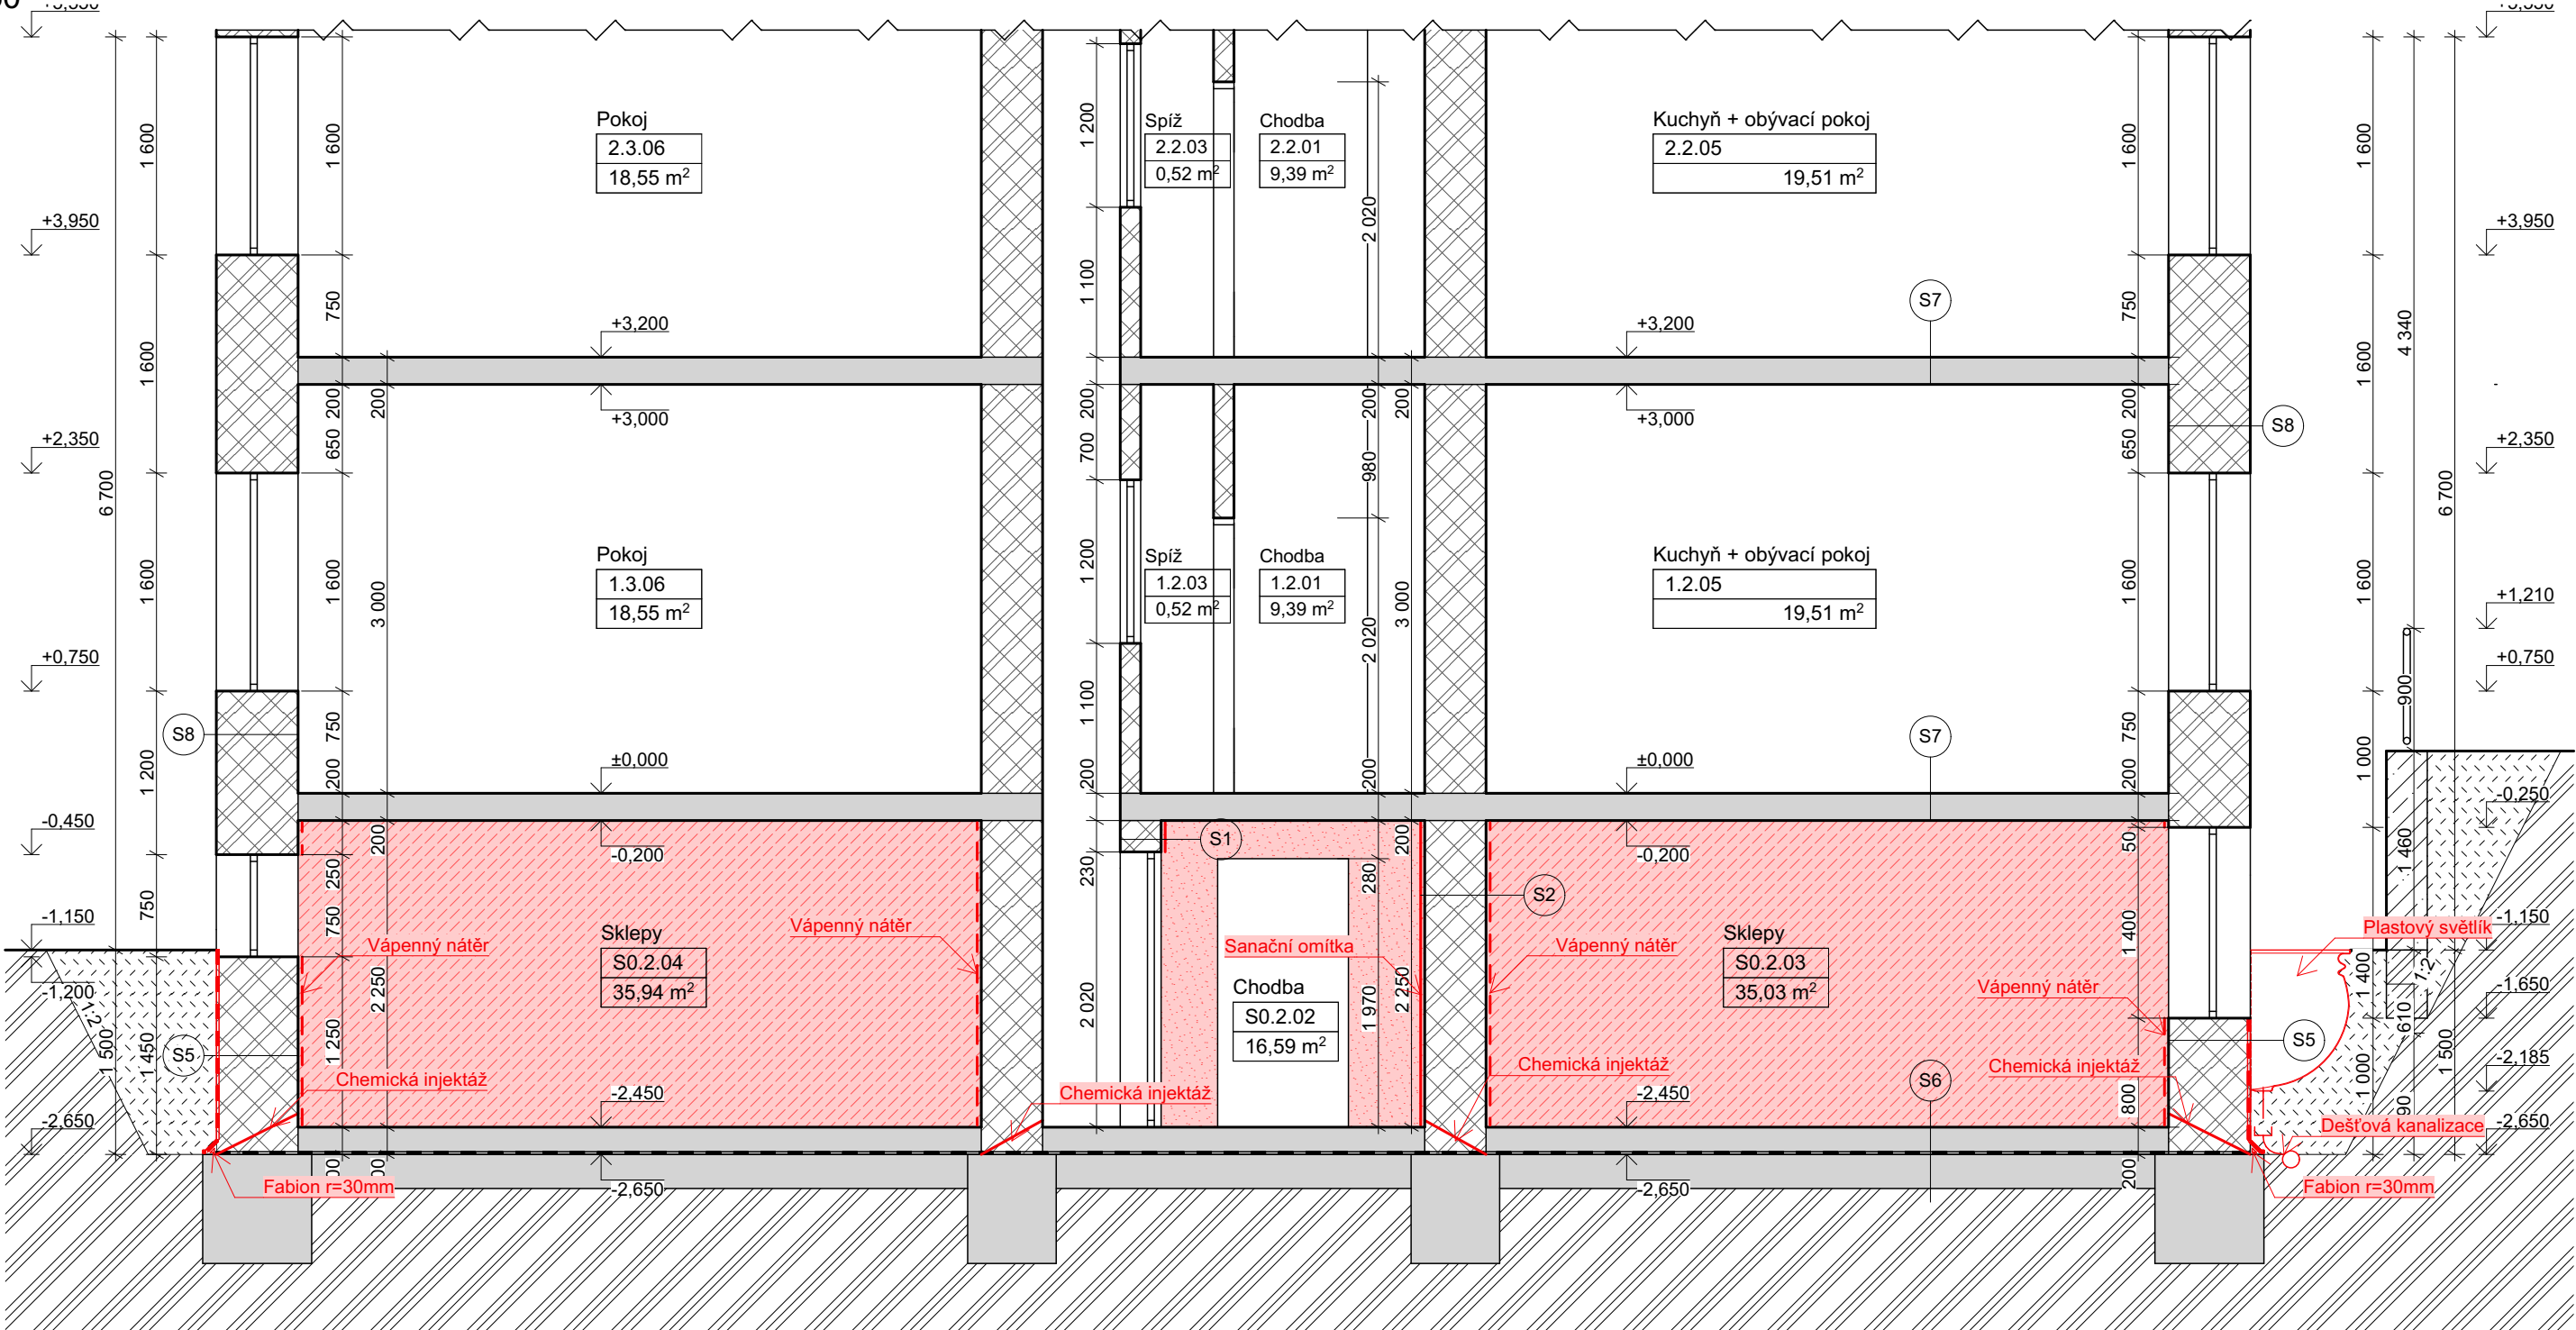 +3,950
-0,450
-1,150
-1,200
-2,650
+2,350
+0,750
6 700
1 600
1 600
1 600
1 200
750
1 500
1 450
1 600
750
200
650
1 600
750
200
250
750
1 250
200
3 000
200
2 250
Pokoj
2.3.06
18,55 m²
+3,200
+3,000
Pokoj
1.3.06
18,55 m²
±0,000
-0,200
Sklepy
S0.2.04
35,94 m²
-2,450
-2,650
Vápenný nátěr
Vápenný nátěr
Chemická injektáž
Chemická injektáž
Fabion r=30mm
S8
S5
1:2
1 200
1 100
200
700
1 200
1 100
200
230
2 020
Spíž
2.2.03
0,52 m²
Chodba
2.2.01
9,39 m²
Spíž
1.2.03
0,52 m²
Chodba
1.2.01
9,39 m²
2 020
200
980
2 020
200
280
1 970
200
3 000
200
2 250
S1
S2
Sanační omítka
Chodba
S0.2.02
16,59 m²
Kuchyň + obývací pokoj
2.2.05
19,51 m²
+3,200
S7
+3,000
Kuchyň + obývací pokoj
1.2.05
19,51 m²
±0,000
S7
-0,200
Sklepy
S0.2.03
35,03 m²
Vápenný nátěr
Vápenný nátěr
Chemická injektáž
Chemická injektáž
S6
-2,450
-2,650
1 600
750
200
650
1 600
750
200
50
1 400
800
200
S8
S5
1 600
1 600
1 600
1 000
1 400
1 000
4 340
900
1 460
610
6 700
1 500
+3,950
+2,350
+1,210
+0,750
-0,250
-1,150
-1,650
-2,185
-2,650
1:2
Plastový světlík
Dešťová kanalizace
Fabion r=30mm